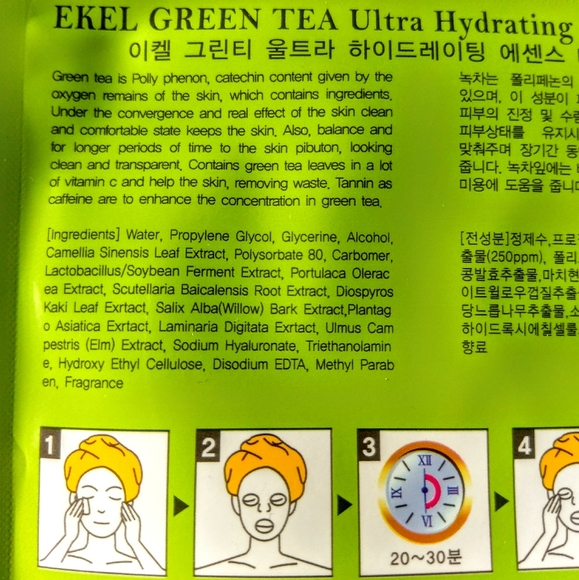 EKEL GREEN TEA Ultra Hydrating
이켈 그린티 울트라 하이드레이팅 에센스
Green tea is Polly phenon, catechin content given by the
oxygen remains of the skin, which contains ingredients.
Under the convergence and real effect of the skin clean
and comfortable state keeps the skin. Also, balance and
for longer periods of time to the skin pibuton, looking
clean and transparent. Contains green tea leaves in a lot
of vitamin c and help the skin, removing waste. Tannin as
caffeine are to enhance the concentration in green tea.
녹차는 폴리페논의
있으며, 이 성분이
피부의 진정 및 수렴
피부상태를 유지시
맞춰주며 장기간 동
줍니다. 녹차잎에는
미용에 도움을 줍니다
[Ingredients] Water, Propylene Glycol, Glycerine, Alcohol,
Camellia Sinensis Leaf Extract, Polysorbate 80, Carbomer,
Lactobacillus/Soybean Ferment Extract, Portulaca Olerac
ea Extract, Scutellaria Baicalensis Root Extract, Diospyros
Kaki Leaf Exrtact, Salix Alba(Willow) Bark Extract,Plantag
o Asiatica Exrtact, Laminaria Digitata Exrtact, Ulmus Cam
pestris (Elm) Extract, Sodium Hyaluronate, Triethanolamin
e, Hydroxy Ethyl Cellulose, Disodium EDTA, Methyl Parab
en, Fragrance
[전성분]정제수,프로
출물(250ppm), 폴리
콩발효추출물,마치현
이트윌로우껍질추출
당느릅나무추출물,소
하이드록시에칠셀룰
향료
1
2
3
4
XII
III
VI
IX
20~30분